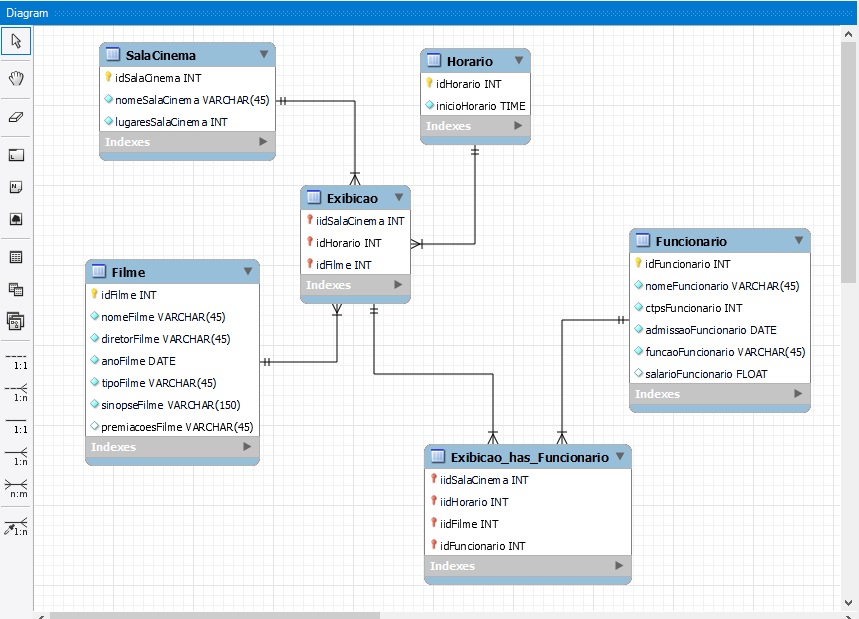 Diagram
SalaCinema
idSalaCinema INT
nomeSalaCinema VARCHAR(45)
lugaresSalaCinema INT
Indexes
Horario
idHorario INT
inicioHorario TIME
Indexes
Exibicao
iidSalaCinema INT
idHorario INT
idFilme INT
Indexes
Filme
idFilme INT
nomeFilme VARCHAR(45)
diretorFilme VARCHAR(45)
anoFilme DATE
tipoFilme VARCHAR(45)
sinopseFilme VARCHAR(150)
premiacoesFilme VARCHAR(45)
Indexes
Funcionario
idFuncionario INT
nomeFuncionario VARCHAR(45)
ctpsFuncionario INT
admissaoFuncionario DATE
funcaoFuncionario VARCHAR(45)
salarioFuncionario FLOAT
Indexes
Exibicao_has_Funcionario
iidSalaCinema INT
iidHorario INT
iidFilme INT
idFuncionario INT
Indexes
1:1
1:n
1:1
1:n
n:m
1:n